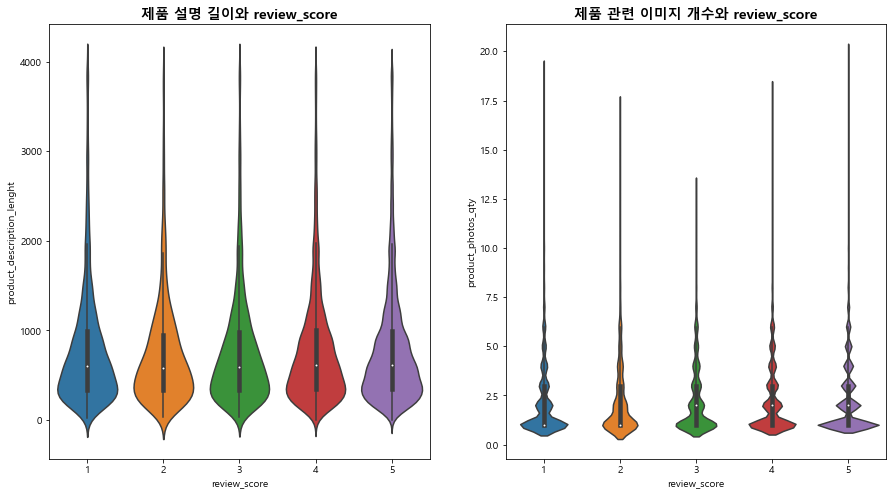 제품 설명 길이와 review_score
4000
3000
2000
1000
0
product_description_lenght
1 2 3 4 5
review_score
제품 관련 이미지 개수와 review_score
20.0
17.5
15.0
12.5
10.0
7.5
5.0
2.5
0.0
product_photos_qty
1 2 3 4 5
review_score